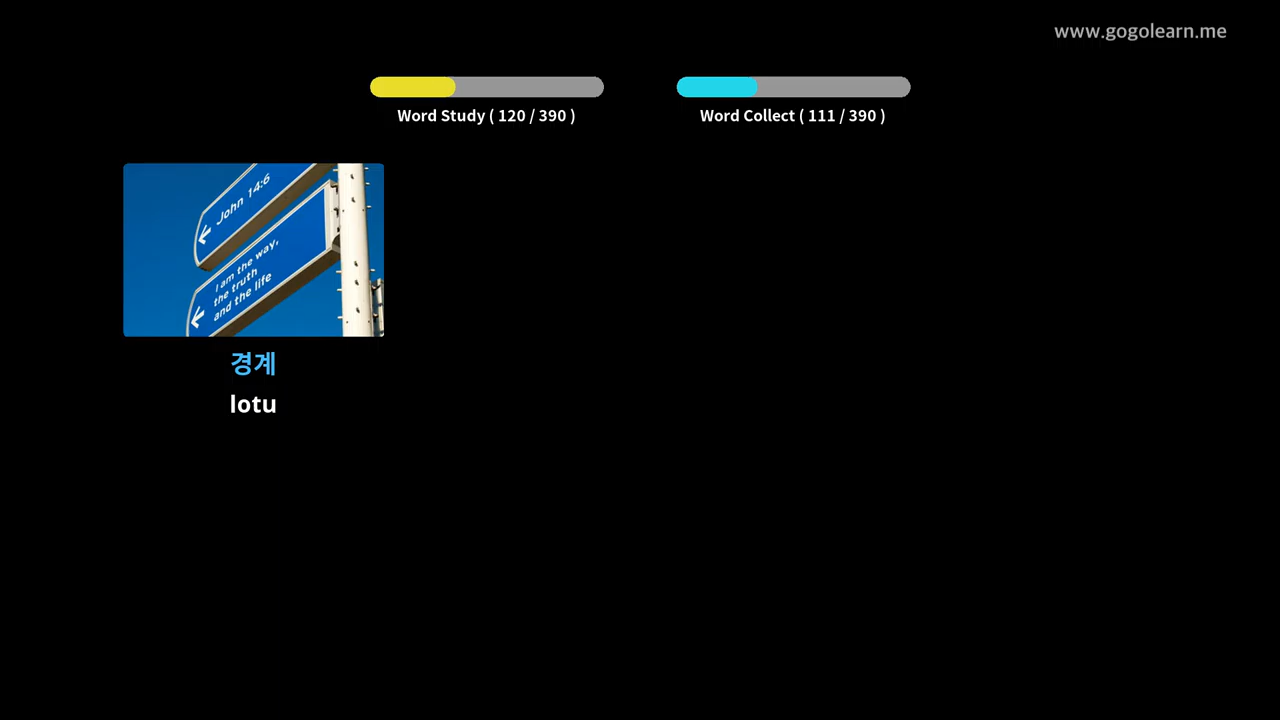 www.gogolearn.me
Word Study ( 120 / 390 )
Word Collect ( 111 / 390 )
John 14:6
I am the way,
the truth
and the life
경계
lotu